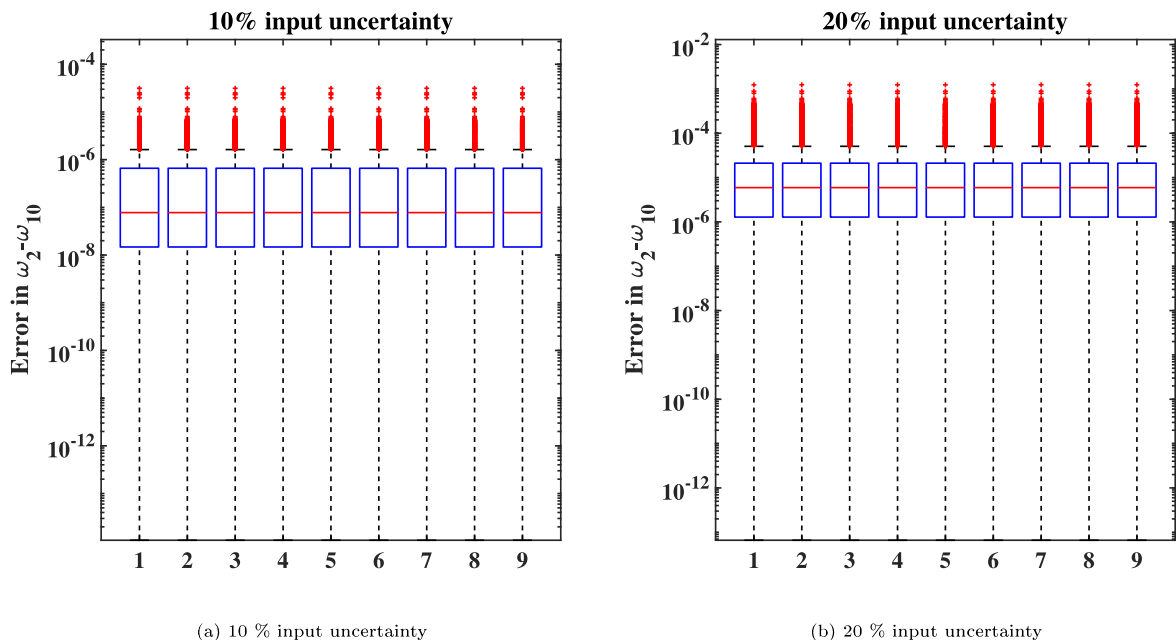 10% input uncertainty
10⁻⁴
10⁻⁶
10⁻⁸
10⁻¹⁰
10⁻¹²
Error in ω₂-ω₁₀
1 2 3 4 5 6 7 8 9
(a) 10 % input uncertainty
20% input uncertainty
10⁻²
10⁻⁴
10⁻⁶
10⁻⁸
10⁻¹⁰
10⁻¹²
Error in ω₂-ω₁₀
1 2 3 4 5 6 7 8 9
(b) 20 % input uncertainty